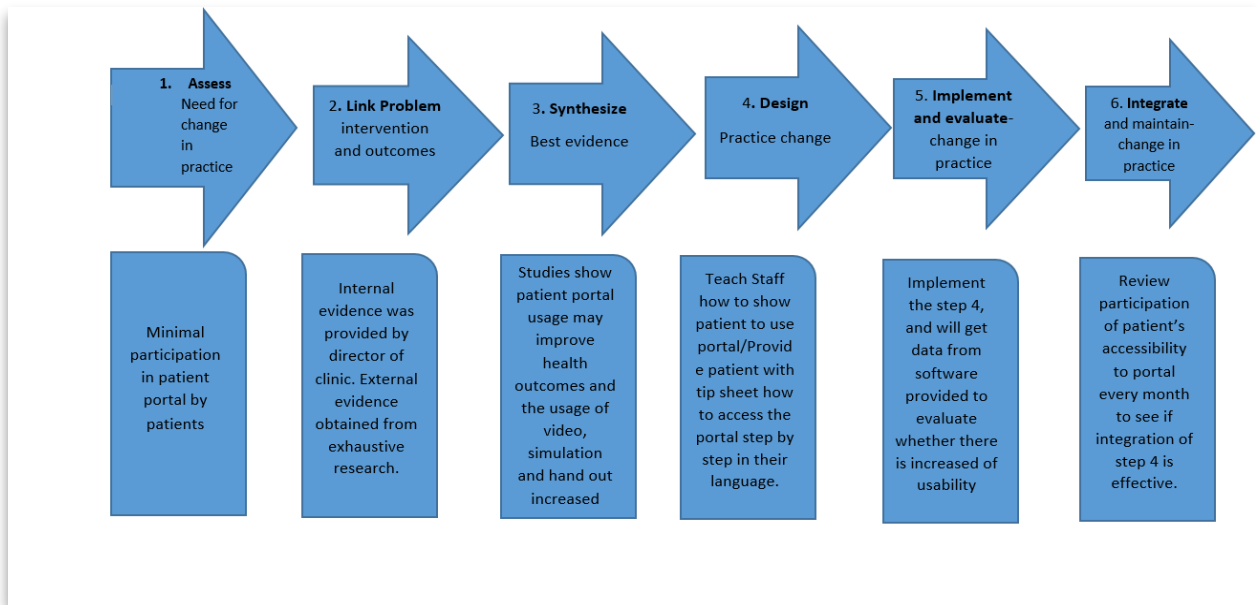 1. Assess
Need for
change
in
practice
2. Link Problem
intervention
and outcomes
3. Synthesize
Best evidence
4. Design
Practice change
5. Implement
and evaluate-
change in
practice
6. Integrate
and maintain-
change in
practice
Minimal
participation
in patient
portal by
patients
Internal
evidence was
provided by
director of
clinic. External
evidence
obtained from
exhaustive
research.
Studies show
patient portal
usage may
improve
health
outcomes and
the usage of
video,
simulation
and hand out
increased
Teach Staff
how to show
patient to use
portal/Provid
e patient with
tip sheet how
to access the
portal step by
step in their
language.
Implement
the step 4,
and will get
data from
software
provided to
evaluate
whether there
is increased of
usability
Review
participation
of patient’s
accessibility
to portal
every month
to see if
integration of
step 4 is
effective.